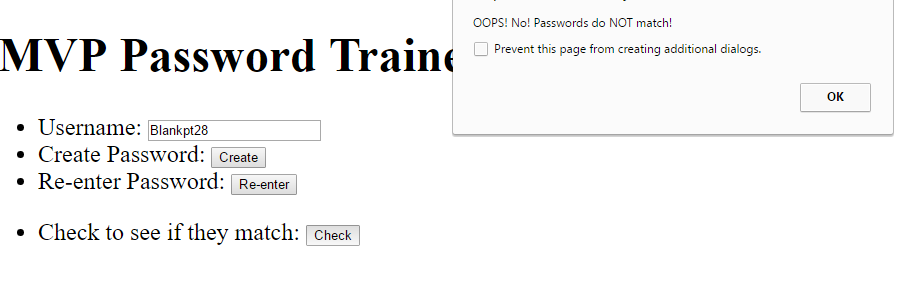 MVP Password Traine
Username: Blankpt28
Create Password: Create
Re-enter Password: Re-enter
Check to see if they match: Check
OOPS! No! Passwords do NOT match!
Prevent this page from creating additional dialogs.
OK